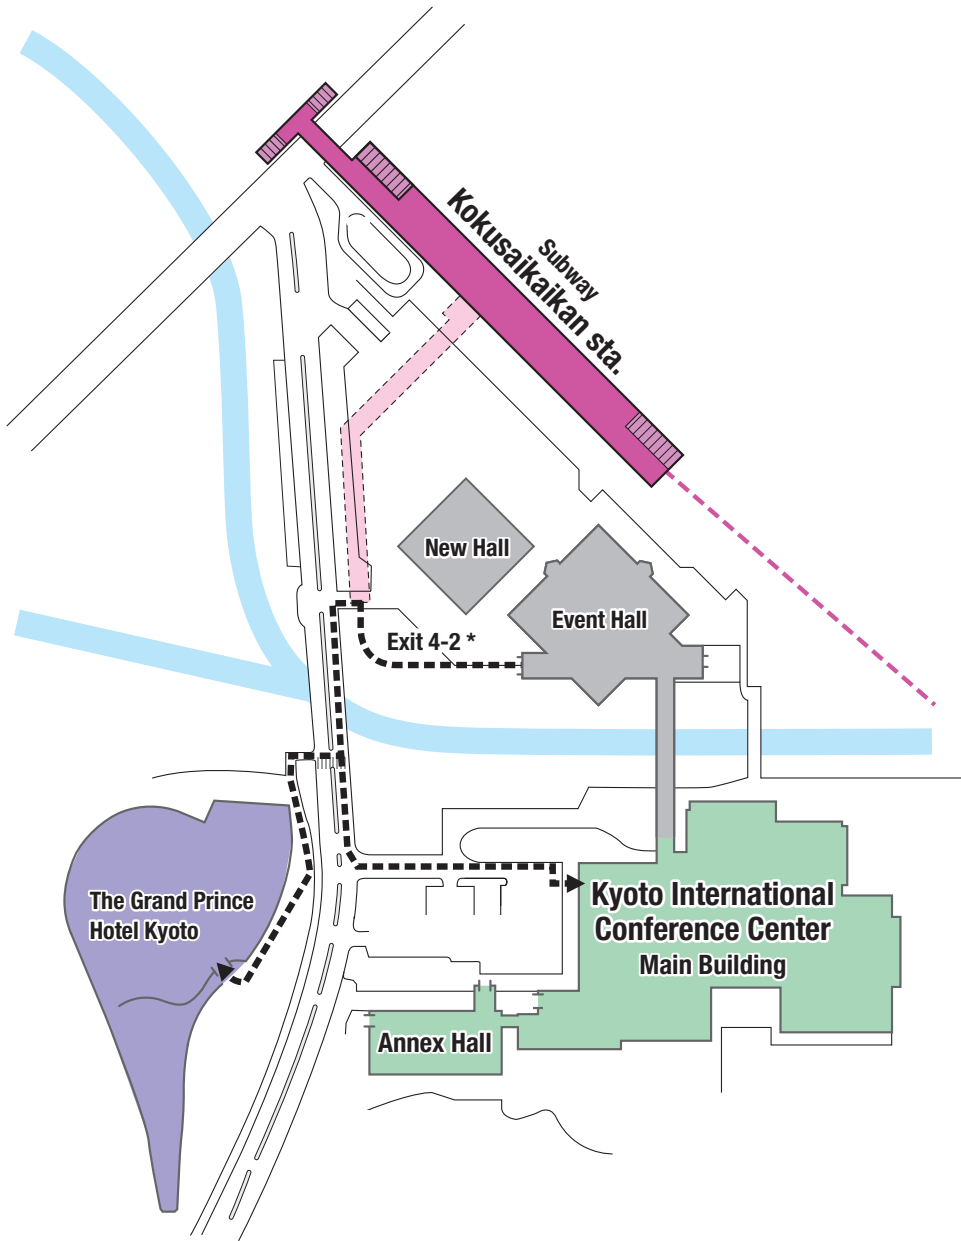 Subway
Kokusaikaikan sta.
New Hall
Event Hall
Exit 4-2 *
The Grand Prince
Hotel Kyoto
Kyoto International
Conference Center
Main Building
Annex Hall